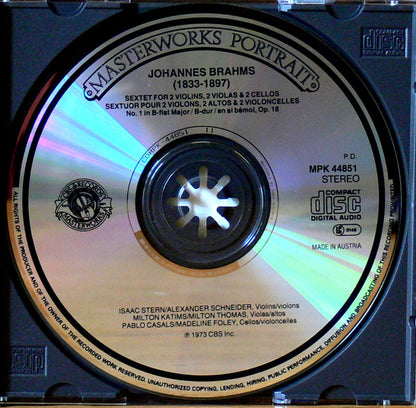 MASTERWORKS PORTRAIT
JOHANNES BRAHMS
(1833-1897)
SEXTET FOR 2 VIOLINS, 2 VIOLAS & 2 CELLOS
SEXTUOR POUR 2 VIOLONS, 2 ALTOS & 2 VIOLONCELLES
No. 1 in B-flat Major / B-dur / en si bémol, Op. 18
P.D.
MPK 44851
STEREO
COMPACT
disc
DIGITAL AUDIO
MADE IN AUSTRIA
CBS RECORDS
MASTERWORKS
ISAAC STERN/ALEXANDER SCHNEIDER, Violins/violons
MILTON KATIMS/MILTON THOMAS, Violas/altos
PABLO CASALS/MADELINE FOLEY, Cellos/violoncelles
℗ 1973 CBS Inc.
ALL RIGHTS OF THE PRODUCER AND OF THE OWNER OF THE RECORDED WORK RESERVED. UNAUTHORIZED COPYING, LENDING, HIRING, PUBLIC PERFORMANCE, DIFFUSION AND BROADCASTING OF THIS RECORD PROHIBITED.
disc
disc